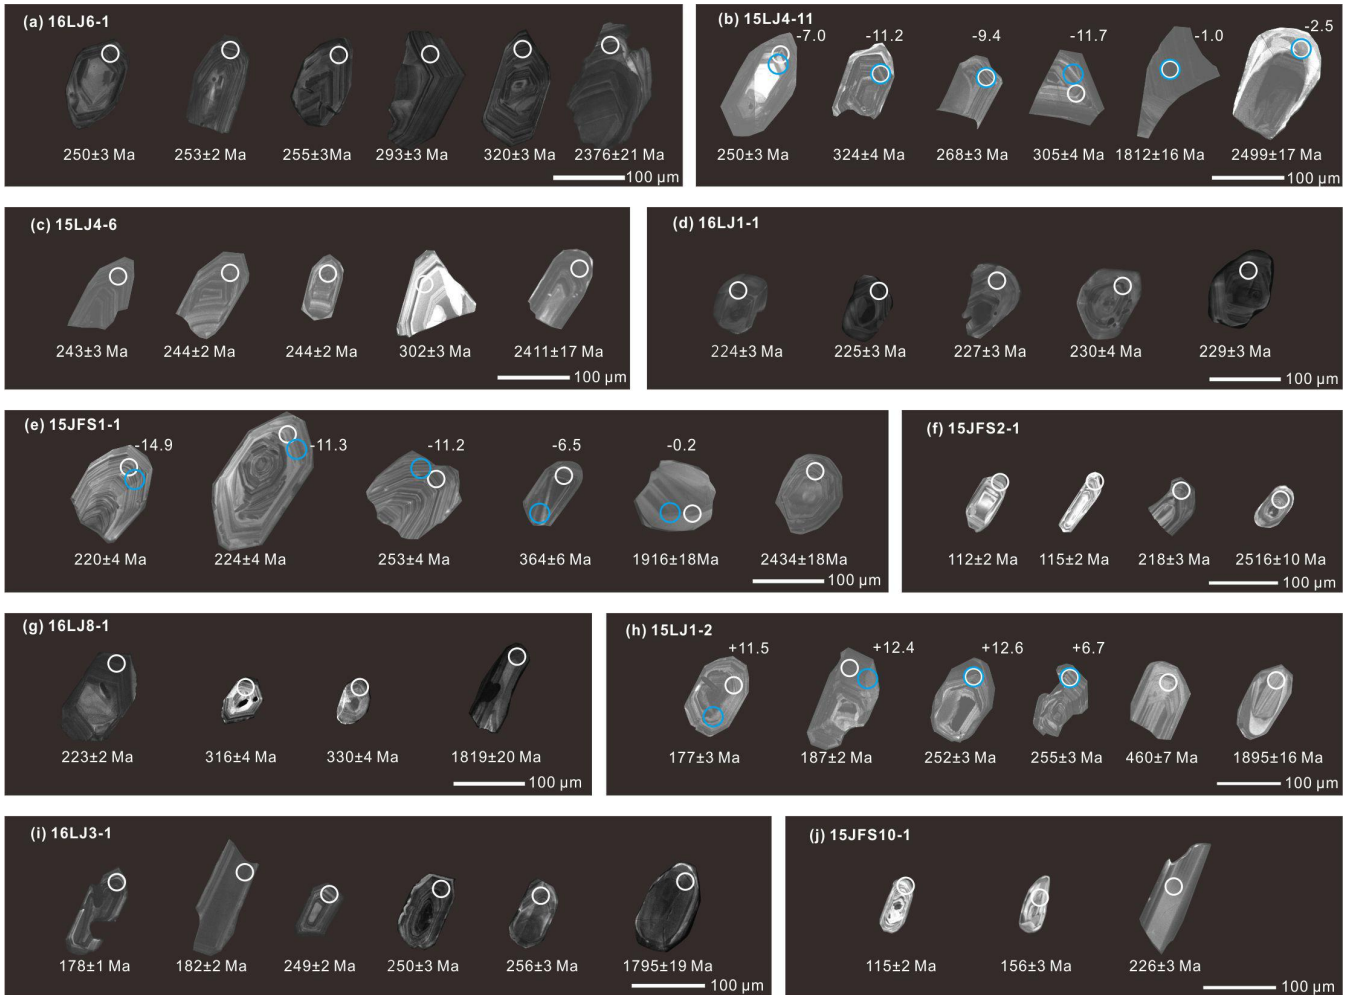 (a) 16LJ6-1
250±3 Ma 253±2 Ma 255±3Ma 293±3 Ma 320±3 Ma 2376±21 Ma
100 µm
(b) 15LJ4-11
-7.0 -11.2 -9.4 -11.7 -1.0 -2.5
250±3 Ma 324±4 Ma 268±3 Ma 305±4 Ma 1812±16 Ma 2499±17 Ma
100 µm
(c) 15LJ4-6
243±3 Ma 244±2 Ma 244±2 Ma 302±3 Ma 2411±17 Ma
100 µm
(d) 16LJ1-1
224±3 Ma 225±3 Ma 227±3 Ma 230±4 Ma 229±3 Ma
100 µm
(e) 15JFS1-1
-14.9 -11.3 -11.2 -6.5 -0.2
220±4 Ma 224±4 Ma 253±4 Ma 364±6 Ma 1916±18Ma 2434±18Ma
100 µm
(f) 15JFS2-1
112±2 Ma 115±2 Ma 218±3 Ma 2516±10 Ma
100 µm
(g) 16LJ8-1
223±2 Ma 316±4 Ma 330±4 Ma 1819±20 Ma
100 µm
(h) 15LJ1-2
+11.5 +12.4 +12.6 +6.7
177±3 Ma 187±2 Ma 252±3 Ma 255±3 Ma 460±7 Ma 1895±16 Ma
100 µm
(i) 16LJ3-1
178±1 Ma 182±2 Ma 249±2 Ma 250±3 Ma 256±3 Ma 1795±19 Ma
100 µm
(j) 15JFS10-1
115±2 Ma 156±3 Ma 226±3 Ma
100 µm